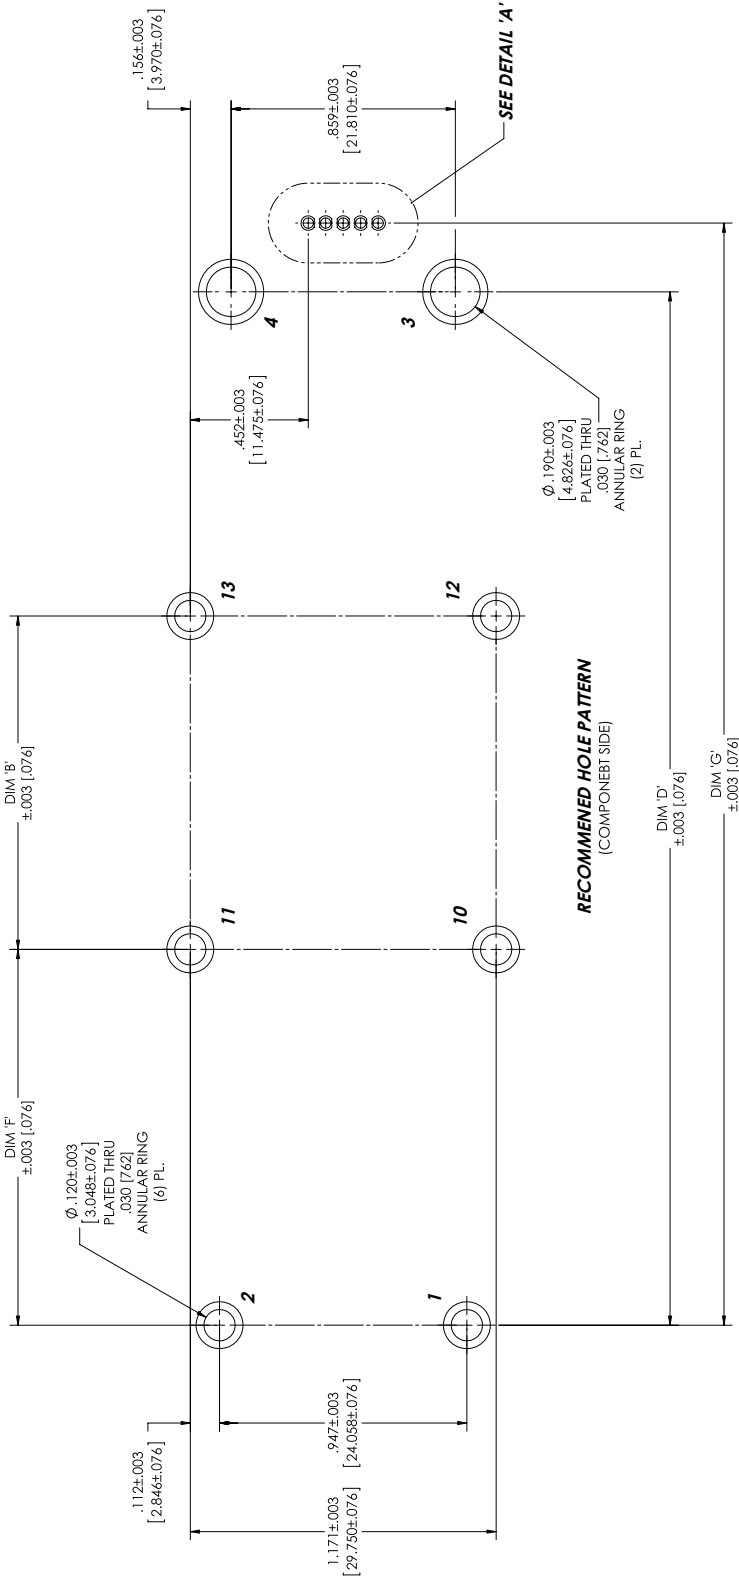 DIM 'F'
±.003 [.076]
DIM 'B'
±.003 [.076]
Ø.120±.003
[3.048±.076]
PLATED THRU
.030 [762]
ANNULAR RING
(6) PL.
.112±.003
[2.846±.076]
.156±.003
[3.970±.076]
2
11
13
4
.452±.003
[11.475±.076]
.859±.003
[21.810±.076]
.947±.003
[24.058±.076]
1.171±.003
[29.750±.076]
1
10
12
3
SEE DETAIL 'A'
Ø.190±.003
[4.826±.076]
PLATED THRU
.030 [.762]
ANNULAR RING
(2) PL.
RECOMMENED HOLE PATTERN
(COMPONEBT SIDE)
DIM 'D'
±.003 [.076]
DIM 'G'
±.003 [.076]